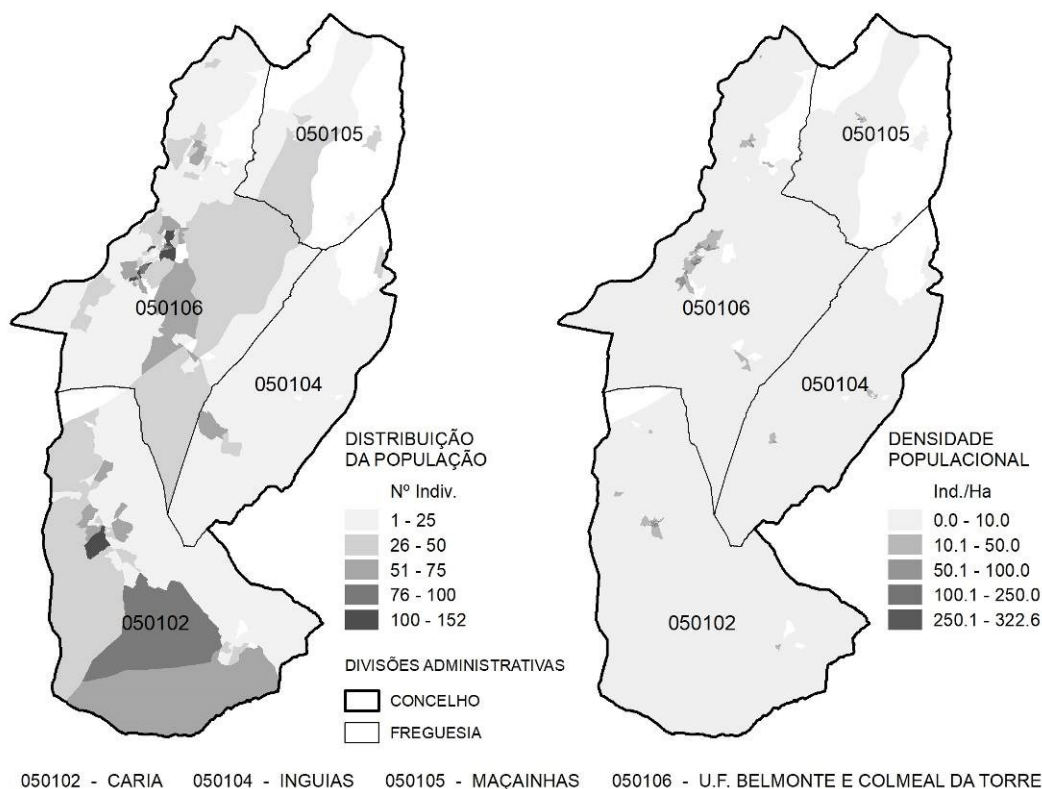 050105
050106
050104
050102
DISTRIBUIÇÃO
DA POPULAÇÃO
Nº Indiv.
1 - 25
26 - 50
51 - 75
76 - 100
100 - 152
DIVISÕES ADMINISTRATIVAS
CONCELHO
FREGUESIA
050105
050106
050104
050102
DENSIDADE
POPULACIONAL
Ind./Ha
0.0 - 10.0
10.1 - 50.0
50.1 - 100.0
100.1 - 250.0
250.1 - 322.6
050102 - CARIA 050104 - INGUIAS 050105 - MAÇAINHAS 050106 - U.F. BELMONTE E COLMEAL DA TORRE